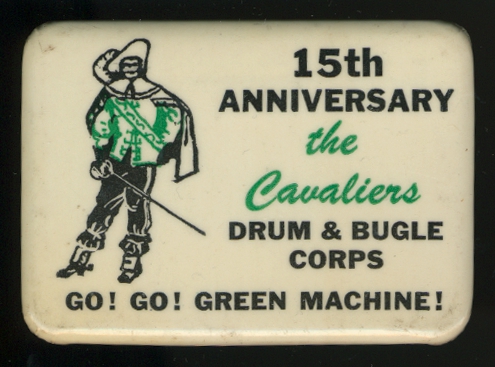 15th
ANNIVERSARY
the
Cavaliers
DRUM & BUGLE
CORPS
GO! GO! GREEN MACHINE!